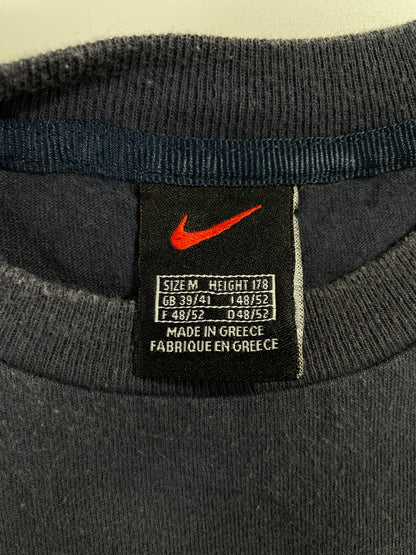 SIZE M HEIGHT 178
GB 39/41 I 48/52
F 48/52 D 48/52
MADE IN GREECE
FABRIQUE EN GRECE